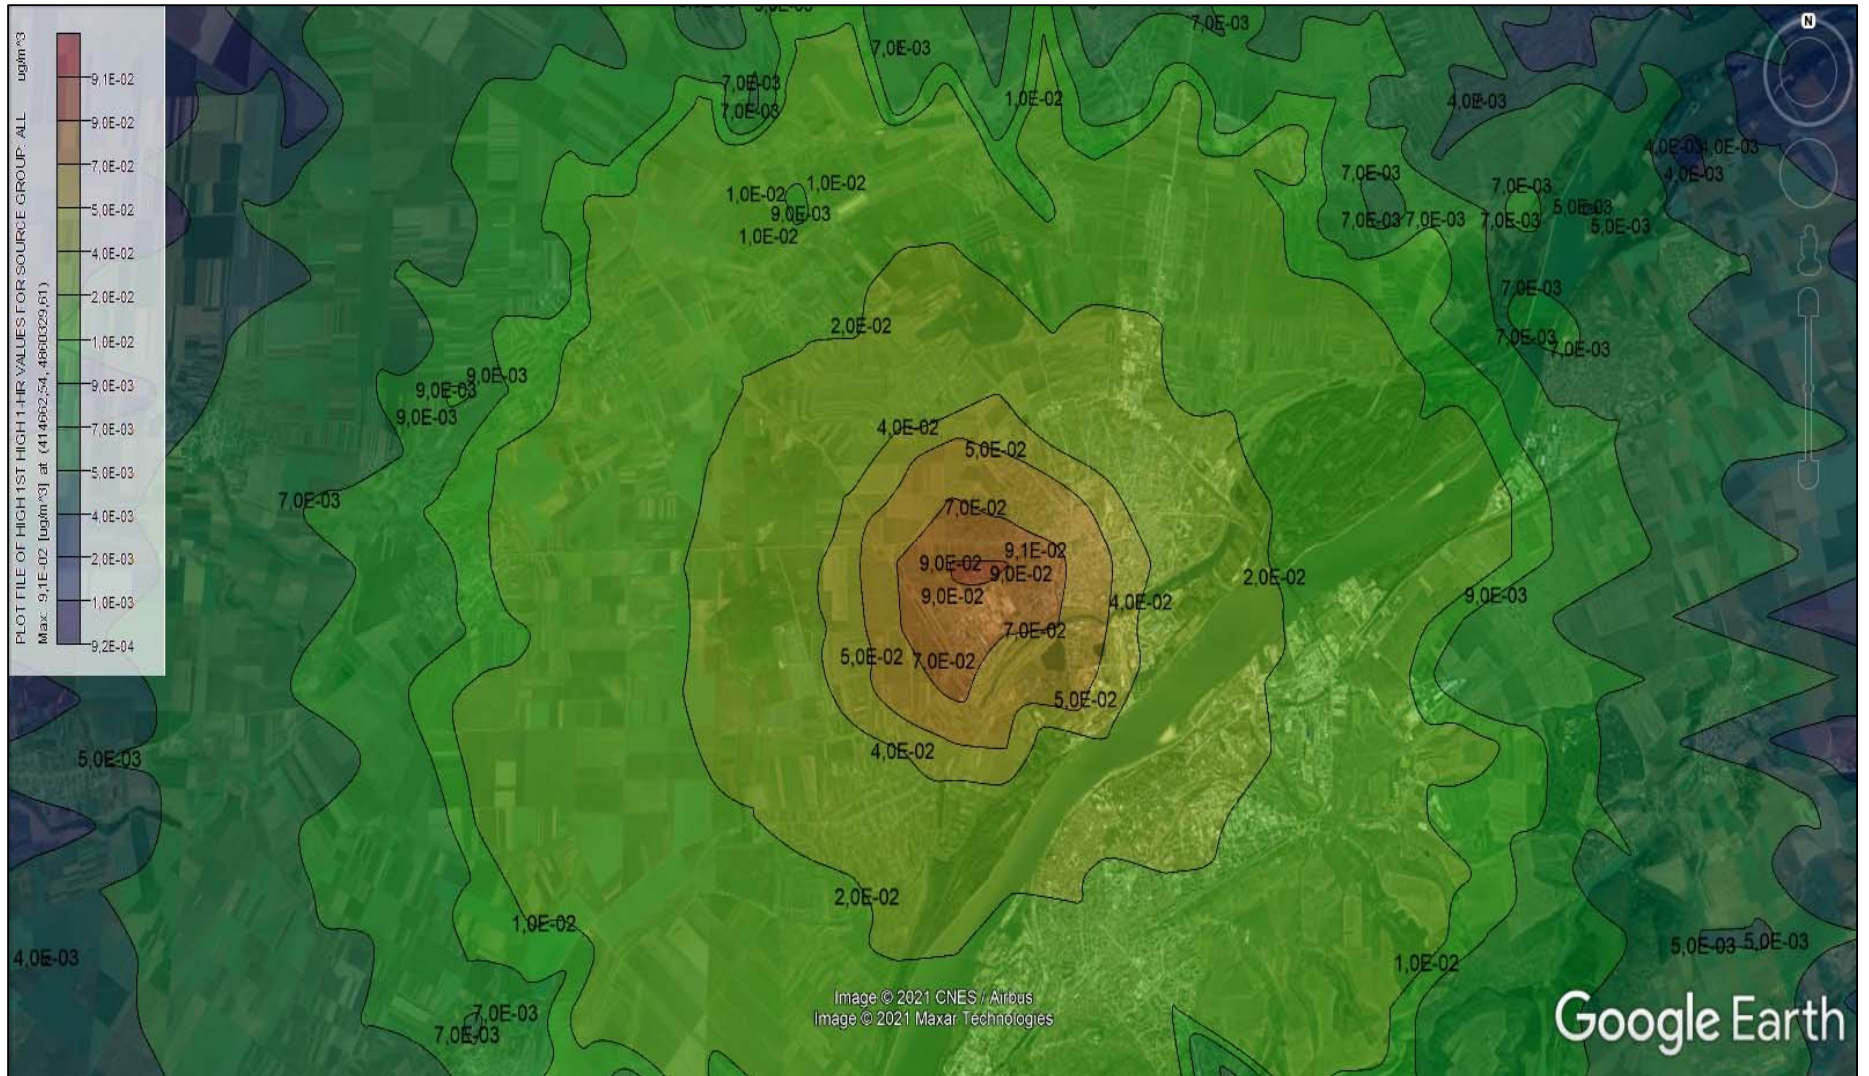 PLOT FILE OF HIGH 1ST HIGH 1-HR VALUES FOR SOURCE GROUP: ALL ug/m^3
Max: 9,1E-02 [ug/m^3] at (414662,54, 4860329,61)
9,1E-02
9,0E-02
7,0E-02
5,0E-02
4,0E-02
2,0E-02
1,0E-02
9,0E-03
7,0E-03
5,0E-03
4,0E-03
2,0E-03
1,0E-03
9,2E-04
N
7,0E-03
7,0E-03
7,0E-03
7,0E-03
1,0E-02
4,0E-03
4,0E-03
4,0E-03
4,0E-03
1,0E-02
1,0E-02
9,0E-03
1,0E-02
7,0E-03
7,0E-03
7,0E-03
7,0E-03
7,0E-03
5,0E-03
5,0E-03
7,0E-03
7,0E-03
7,0E-03
2,0E-02
9,0E-03
9,0E-03
9,0E-03
4,0E-02
5,0E-02
7,0E-03
7,0E-02
9,1E-02
9,0E-02
9,0E-02
9,0E-02
2,0E-02
4,0E-02
9,0E-03
7,0E-02
5,0E-02
7,0E-02
5,0E-02
4,0E-02
5,0E-03
2,0E-02
1,0E-02
5,0E-03
5,0E-03
4,0E-03
1,0E-02
7,0E-03
7,0E-03
Image © 2021 CNES / Airbus
Image © 2021 Maxar Technologies
Google Earth